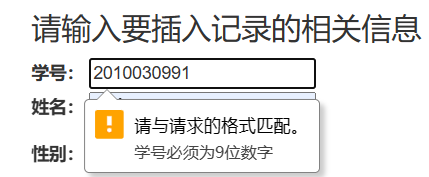 请输入要插入记录的相关信息
学号： 2010030991
姓名：
请与请求的格式匹配。
学号必须为9位数字
性别：